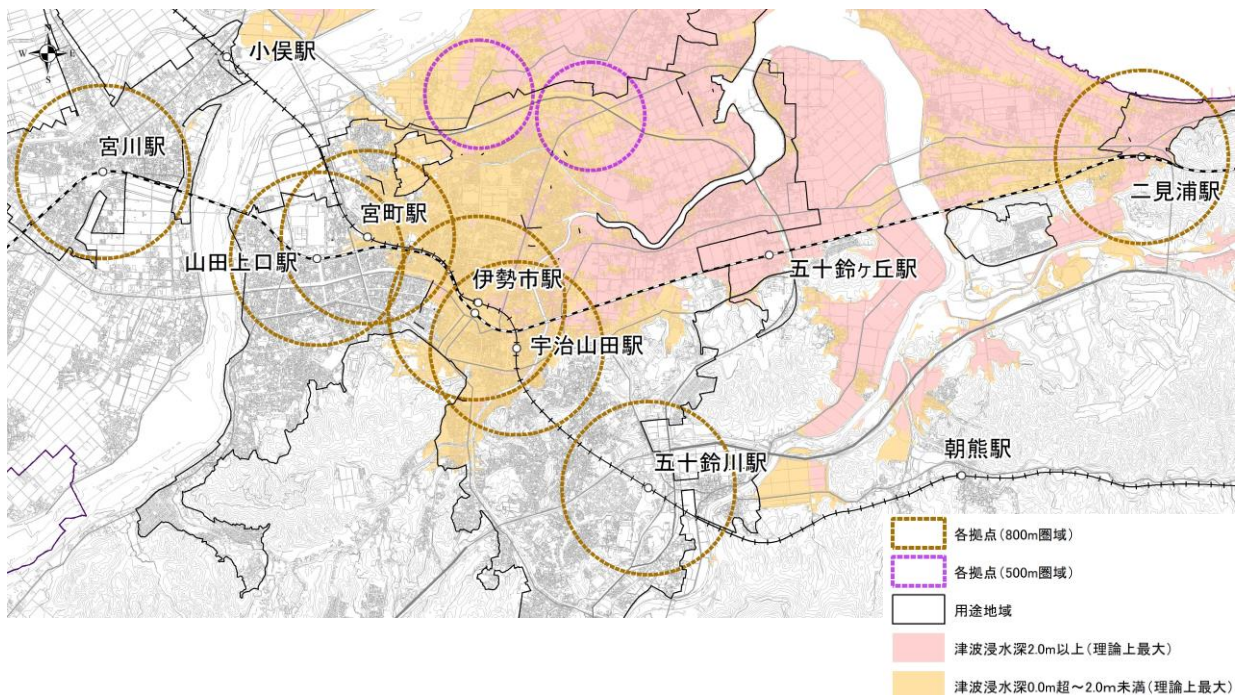 N
W E
S
小俣駅
宮川駅
宮町駅
山田上口駅
二見浦駅
伊勢市駅
五十鈴ヶ丘駅
宇治山田駅
五十鈴川駅
朝熊駅
各拠点(800m圏域)
各拠点(500m圏域)
用途地域
津波浸水深2.0m以上(理論上最大)
津波浸水深0.0m超～2.0m未満(理論上最大)